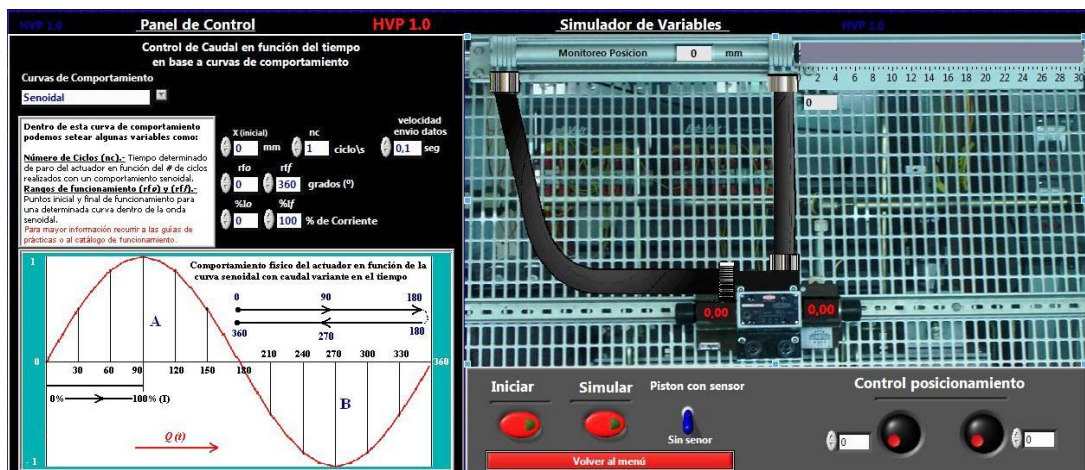 HVP 1.0
Panel de Control
HVP 1.0
Simulador de Variables
HVP 1.0
Control de Caudal en función del tiempo
en base a curvas de comportamiento
Curvas de Comportamiento
Senoidal
Dentro de esta curva de comportamiento
podemos setear algunas variables como:
Número de Ciclos (nc).- Tiempo determinado
de paro del actuador en función del # de ciclos
realizados con un comportamiento senoidal.
Rangos de funcionamiento (rfo) y (rff).-
Puntos inicial y final de funcionamiento para
una determinada curva dentro de la onda
senoidal.
Para mayor información recurrir a las guías de
prácticas o al catálogo de funcionamiento.
X (inicial)
0 mm
nc
1 ciclo\s
velocidad
envio datos
0,1 seg
rfo
0
rff
360 grados (º)
%Io
0
%If
100 % de Corriente
Comportamiento físico del actuador en función de la
curva senoidal con caudal variante en el tiempo
0 90 180
360 270 180
1
0
-1
A
B
30 60 90 120 150 180
210 240 270 300 330 360
0% 100% (I)
Q (t)
Monitoreo Posicion 0 mm
0 2 4 6 8 10 12 14 16 18 20 22 24 26 28 30
0
0,00
0,00
Iniciar
Simular
Piston con sensor
Sin senor
Volver al menú
Control posicionamiento
0
0